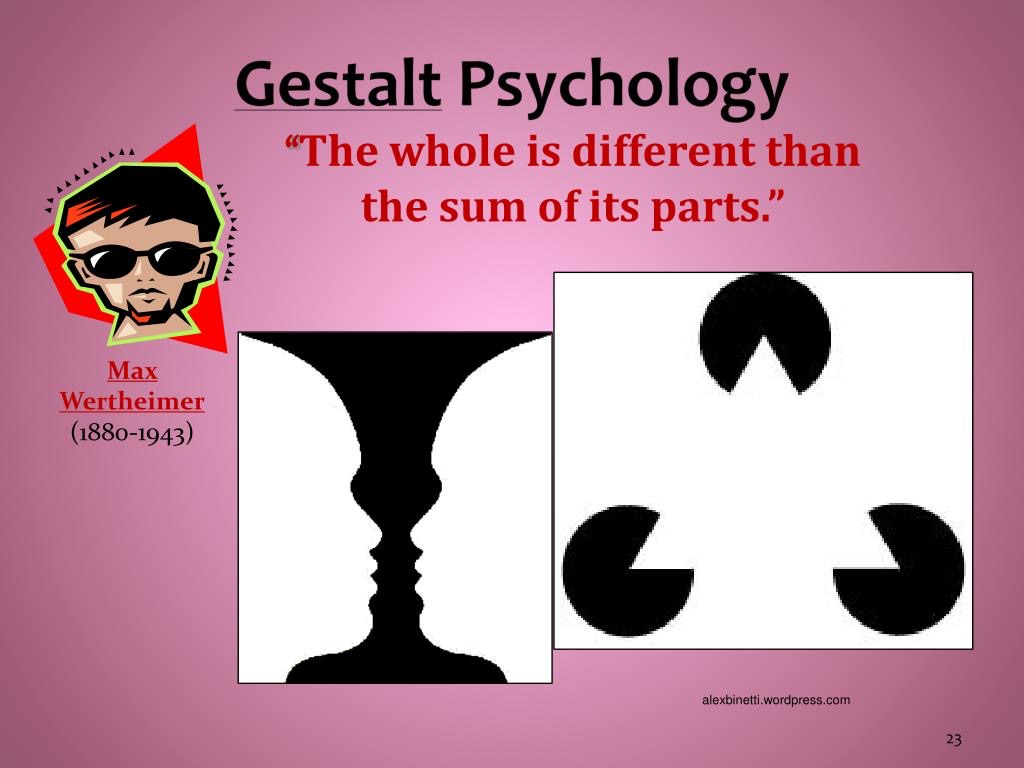 Gestalt Psychology
“The whole is different than
the sum of its parts.”
Max
Wertheimer
(1880-1943)
alexbinetti.wordpress.com
23